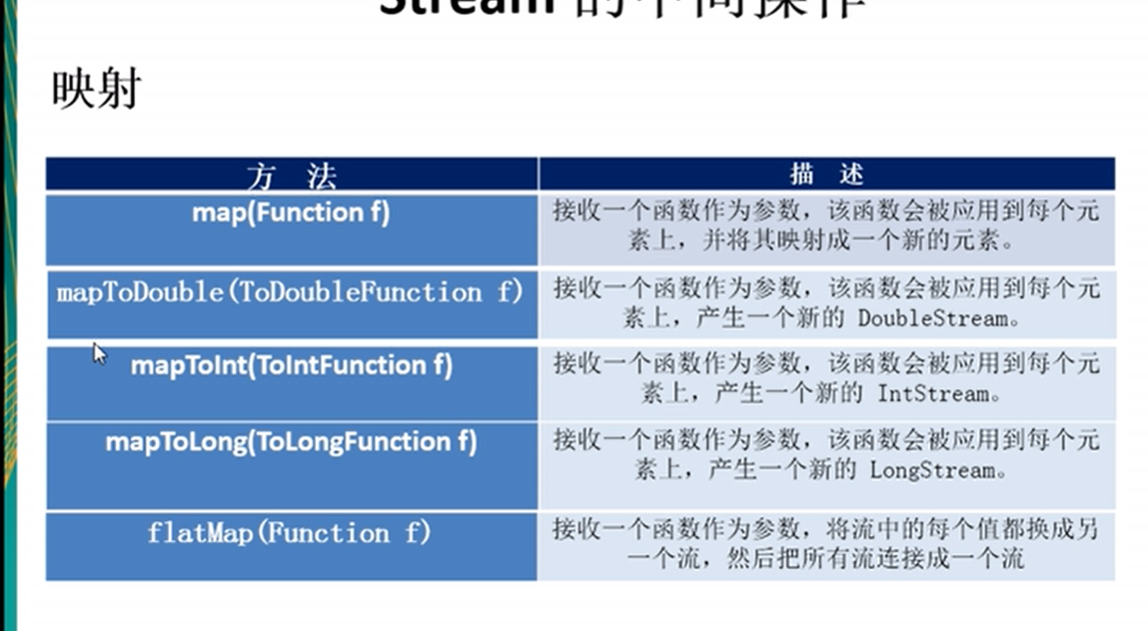 Stream 的中间操作
映射
方 法
描 述
map(Function f)
接收一个函数作为参数，该函数会被应用到每个元
素上，并将其映射成一个新的元素。
mapToDouble(ToDoubleFunction f)
接收一个函数作为参数，该函数会被应用到每个元
素上，产生一个新的 DoubleStream。
mapToInt(ToIntFunction f)
接收一个函数作为参数，该函数会被应用到每个元
素上，产生一个新的 IntStream。
mapToLong(ToLongFunction f)
接收一个函数作为参数，该函数会被应用到每个元
素上，产生一个新的 LongStream。
flatMap(Function f)
接收一个函数作为参数，将流中的每个值都换成另
一个流，然后把所有流连接成一个流